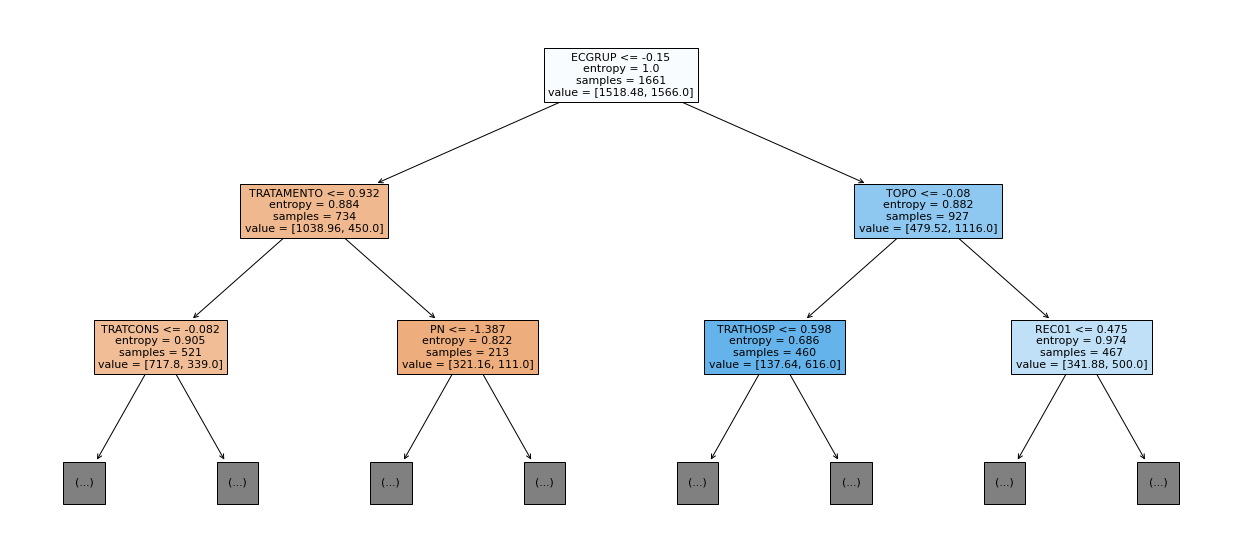 ECGRUP <= -0.15
entropy = 1.0
samples = 1661
value = [1518.48, 1566.0]
TRATAMENTO <= 0.932
entropy = 0.884
samples = 734
value = [1038.96, 450.0]
TOPO <= -0.08
entropy = 0.882
samples = 927
value = [479.52, 1116.0]
TRATCONS <= -0.082
entropy = 0.905
samples = 521
value = [717.8, 339.0]
PN <= -1.387
entropy = 0.822
samples = 213
value = [321.16, 111.0]
TRATHOSP <= 0.598
entropy = 0.686
samples = 460
value = [137.64, 616.0]
REC01 <= 0.475
entropy = 0.974
samples = 467
value = [341.88, 500.0]
(...)
(...)
(...)
(...)
(...)
(...)
(...)
(...)